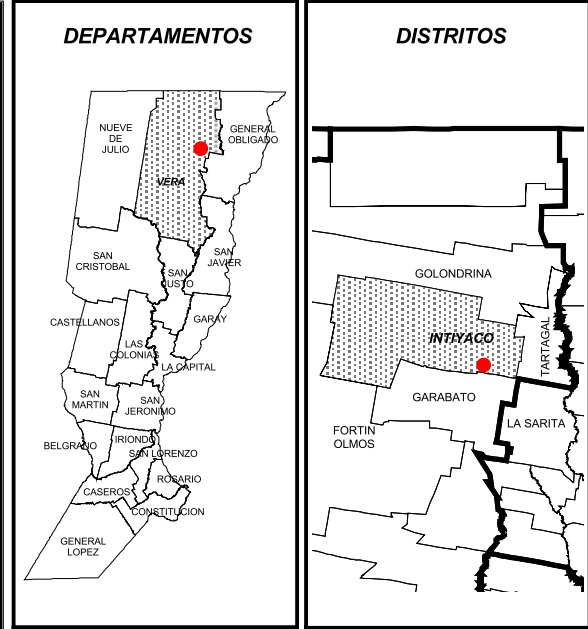 DEPARTAMENTOS
NUEVE
DE
JULIO
GENERAL
OBLIGADO
VERA
SAN
CRISTOBAL
SAN
JUSTO
SAN
JAVIER
CASTELLANOS
LAS
COLONIAS
GARAY
LA CAPITAL
SAN
MARTIN
SAN
JERONIMO
BELGRANO
IRIONDO
SAN LORENZO
CASEROS
ROSARIO
CONSTITUCION
GENERAL
LOPEZ
DISTRITOS
GOLONDRINA
INTIYACO
TARTAGAL
GARABATO
LA SARITA
FORTIN
OLMOS